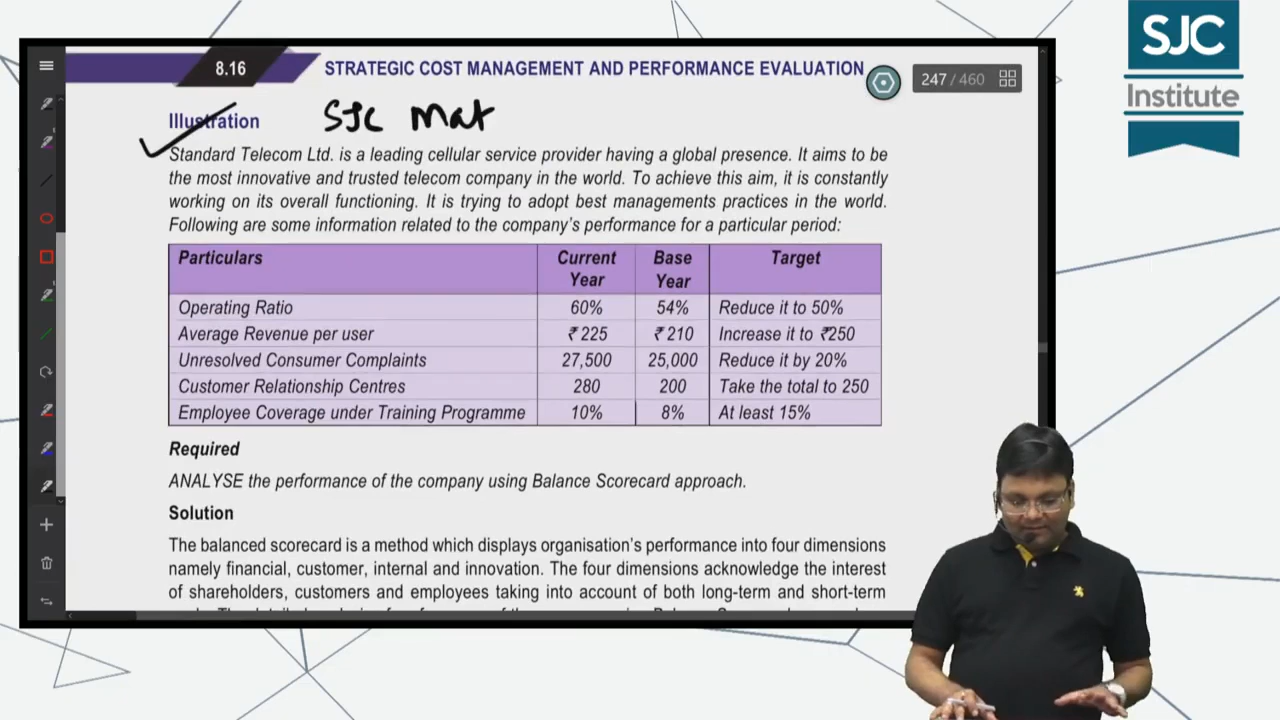 SJC
Institute
8.16 STRATEGIC COST MANAGEMENT AND PERFORMANCE EVALUATION
247 / 460
Illustration SJC Mat
Standard Telecom Ltd. is a leading cellular service provider having a global presence. It aims to be
the most innovative and trusted telecom company in the world. To achieve this aim, it is constantly
working on its overall functioning. It is trying to adopt best managements practices in the world.
Following are some information related to the company's performance for a particular period:
Particulars Current Year Base Year Target
Operating Ratio 60% 54% Reduce it to 50%
Average Revenue per user ₹ 225 ₹ 210 Increase it to ₹250
Unresolved Consumer Complaints 27,500 25,000 Reduce it by 20%
Customer Relationship Centres 280 200 Take the total to 250
Employee Coverage under Training Programme 10% 8% At least 15%
Required
ANALYSE the performance of the company using Balance Scorecard approach.
Solution
The balanced scorecard is a method which displays organisation's performance into four dimensions
namely financial, customer, internal and innovation. The four dimensions acknowledge the interest
of shareholders, customers and employees taking into account of both long-term and short-term